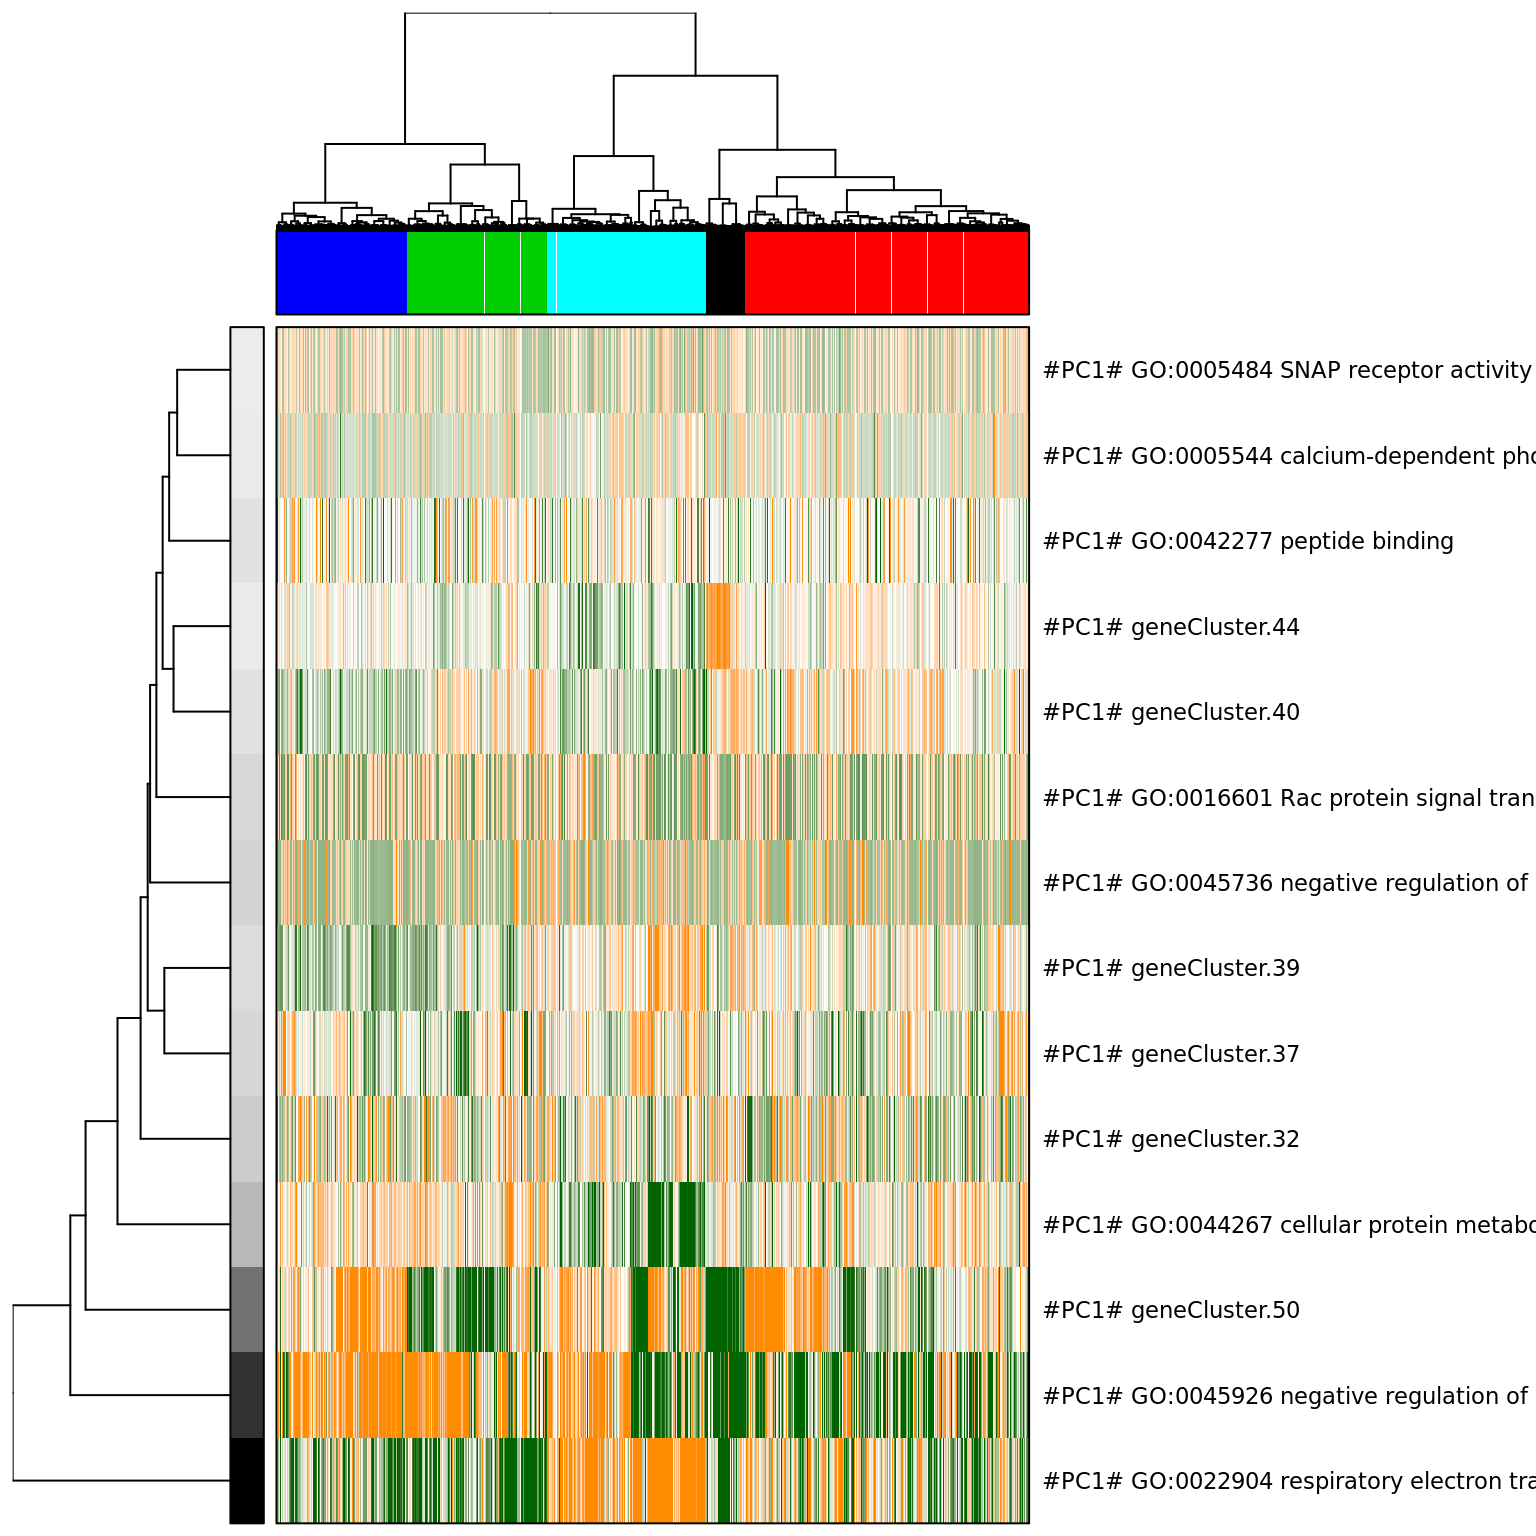 #PC1# GO:0005484 SNAP receptor activity
#PC1# GO:0005544 calcium-dependent pho
#PC1# GO:0042277 peptide binding
#PC1# geneCluster.44
#PC1# geneCluster.40
#PC1# GO:0016601 Rac protein signal tran
#PC1# GO:0045736 negative regulation of
#PC1# geneCluster.39
#PC1# geneCluster.37
#PC1# geneCluster.32
#PC1# GO:0044267 cellular protein metabo
#PC1# geneCluster.50
#PC1# GO:0045926 negative regulation of
#PC1# GO:0022904 respiratory electron tra